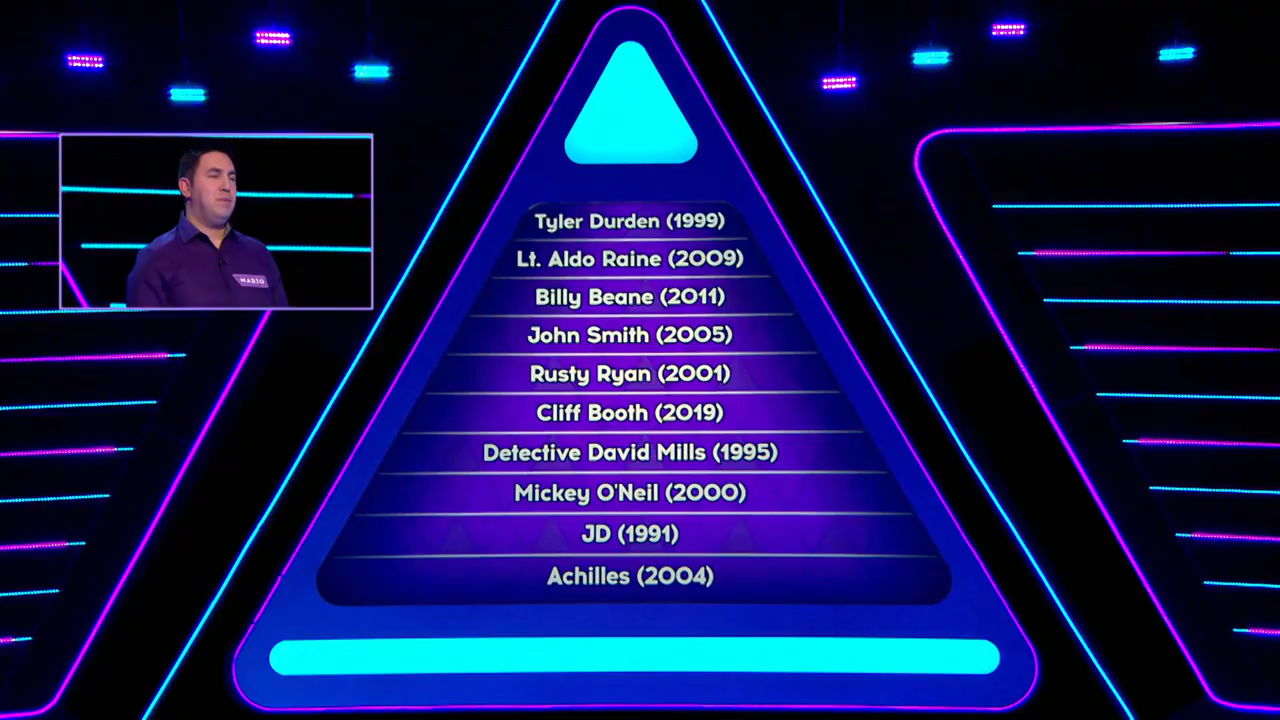 MARIO
Tyler Durden (1999)
Lt. Aldo Raine (2009)
Billy Beane (2011)
John Smith (2005)
Rusty Ryan (2001)
Cliff Booth (2019)
Detective David Mills (1995)
Mickey O'Neil (2000)
JD (1991)
Achilles (2004)